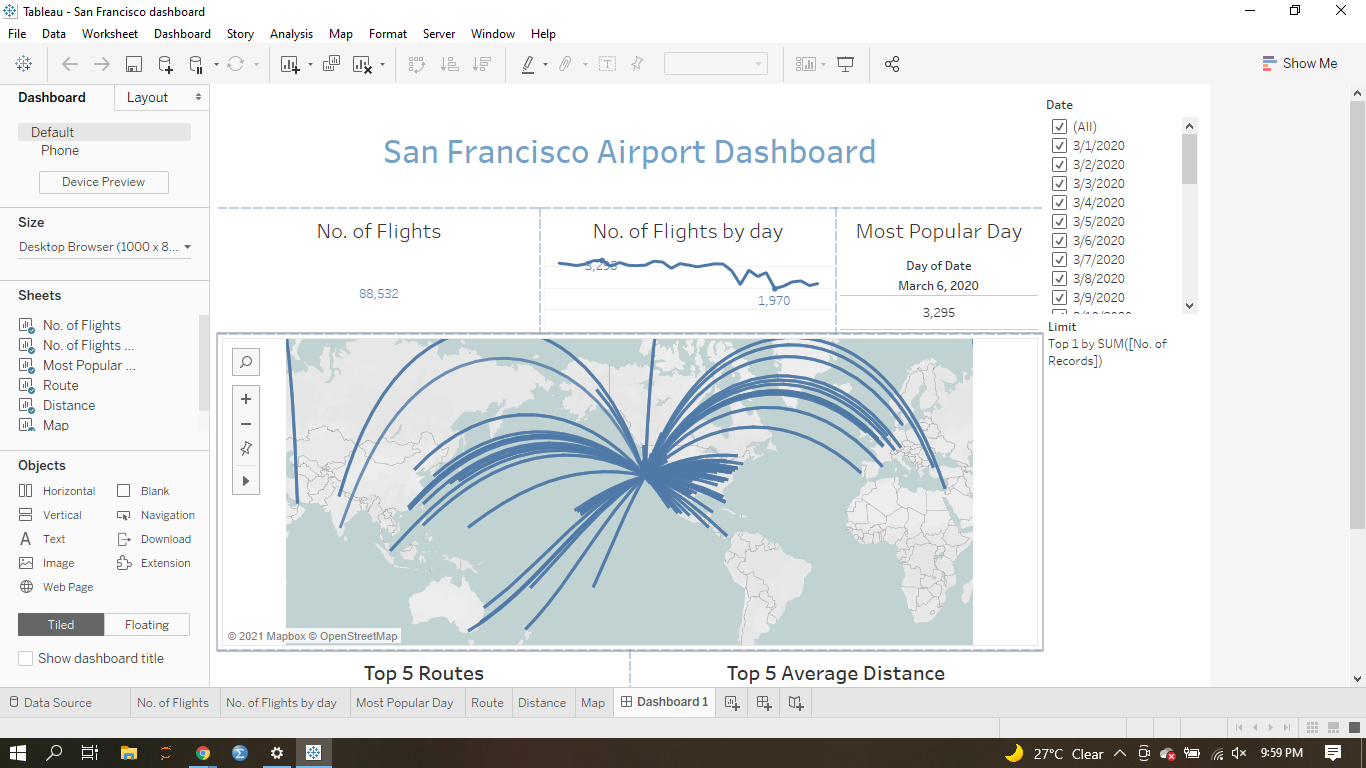 Tableau - San Francisco dashboard
File Data Worksheet Dashboard Story Analysis Map Format Server Window Help
Show Me
Dashboard Layout
Default
Phone
Device Preview
Size
Desktop Browser (1000 x 8...
Sheets
No. of Flights
No. of Flights ...
Most Popular ...
Route
Distance
Map
Objects
Horizontal Blank
Vertical Navigation
A Text Download
Image Extension
Web Page
Tiled Floating
Show dashboard title
San Francisco Airport Dashboard
No. of Flights
88,532
No. of Flights by day
3,295
1,970
Most Popular Day
Day of Date
March 6, 2020
3,295
Date
(All)
3/1/2020
3/2/2020
3/3/2020
3/4/2020
3/5/2020
3/6/2020
3/7/2020
3/8/2020
3/9/2020
3/10/2020
Limit
Top 1 by SUM([No. of
Records])
© 2021 Mapbox © OpenStreetMap
Top 5 Routes Top 5 Average Distance
Data Source No. of Flights No. of Flights by day Most Popular Day Route Distance Map Dashboard 1
27°C Clear 9:59 PM